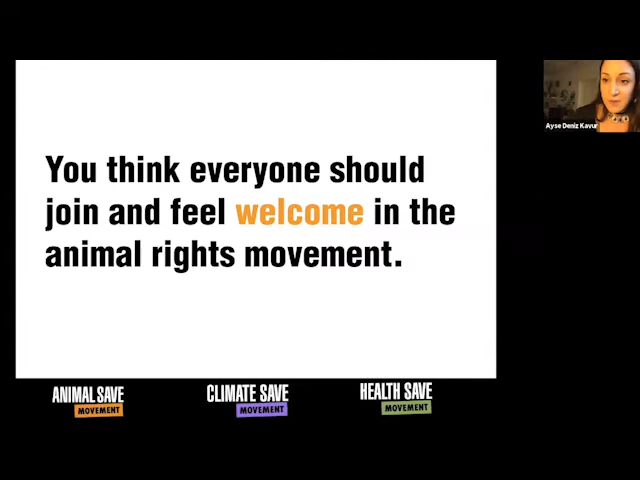 You think everyone should
join and feel welcome in the
animal rights movement.
Ayse Deniz Kavur
ANIMAL SAVE
MOVEMENT
CLIMATE SAVE
MOVEMENT
HEALTH SAVE
MOVEMENT